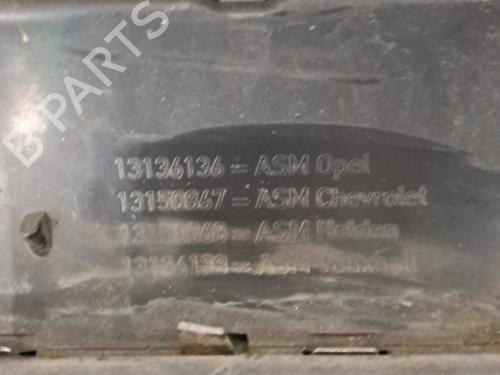 13136136 = ASM Opel
13150867 = ASM Chevrolet
= ASM Holden
= ASM Vauxhall
B-PARTS